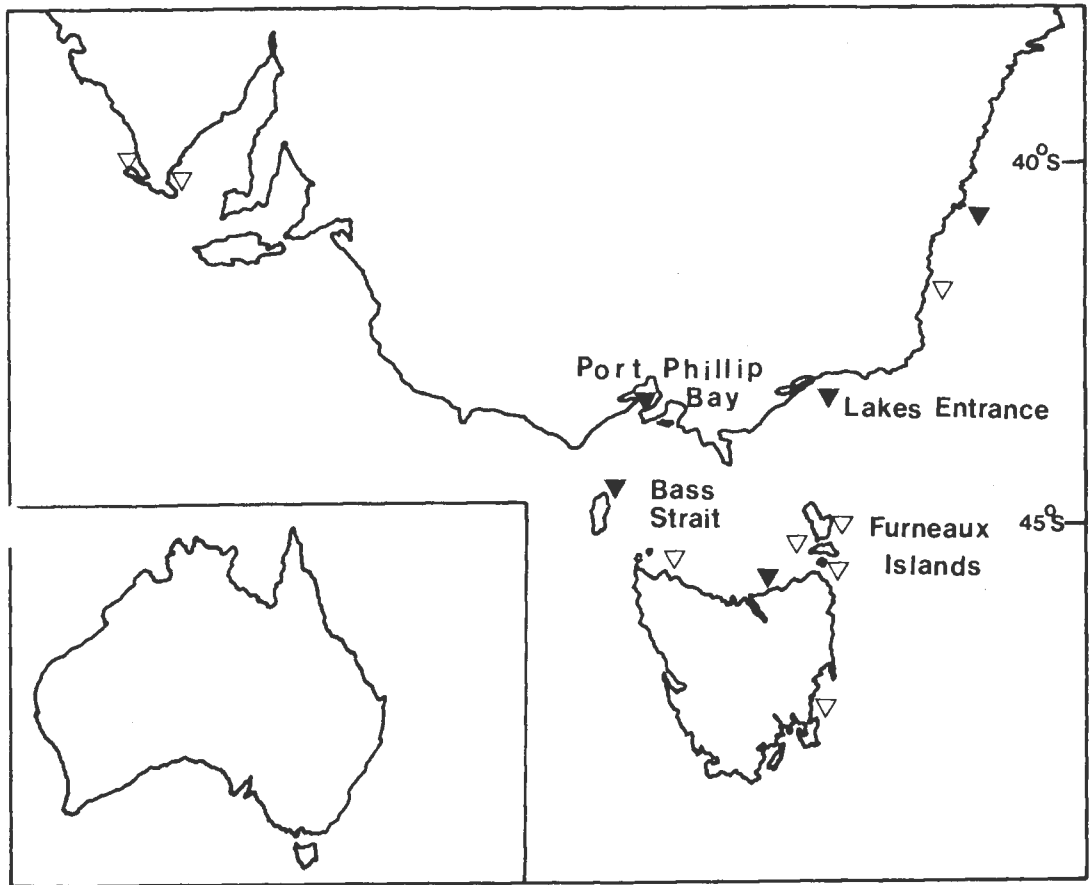 40°S
Port Phillip
Bay
Lakes Entrance
Bass
Strait
45°S
Furneaux
Islands